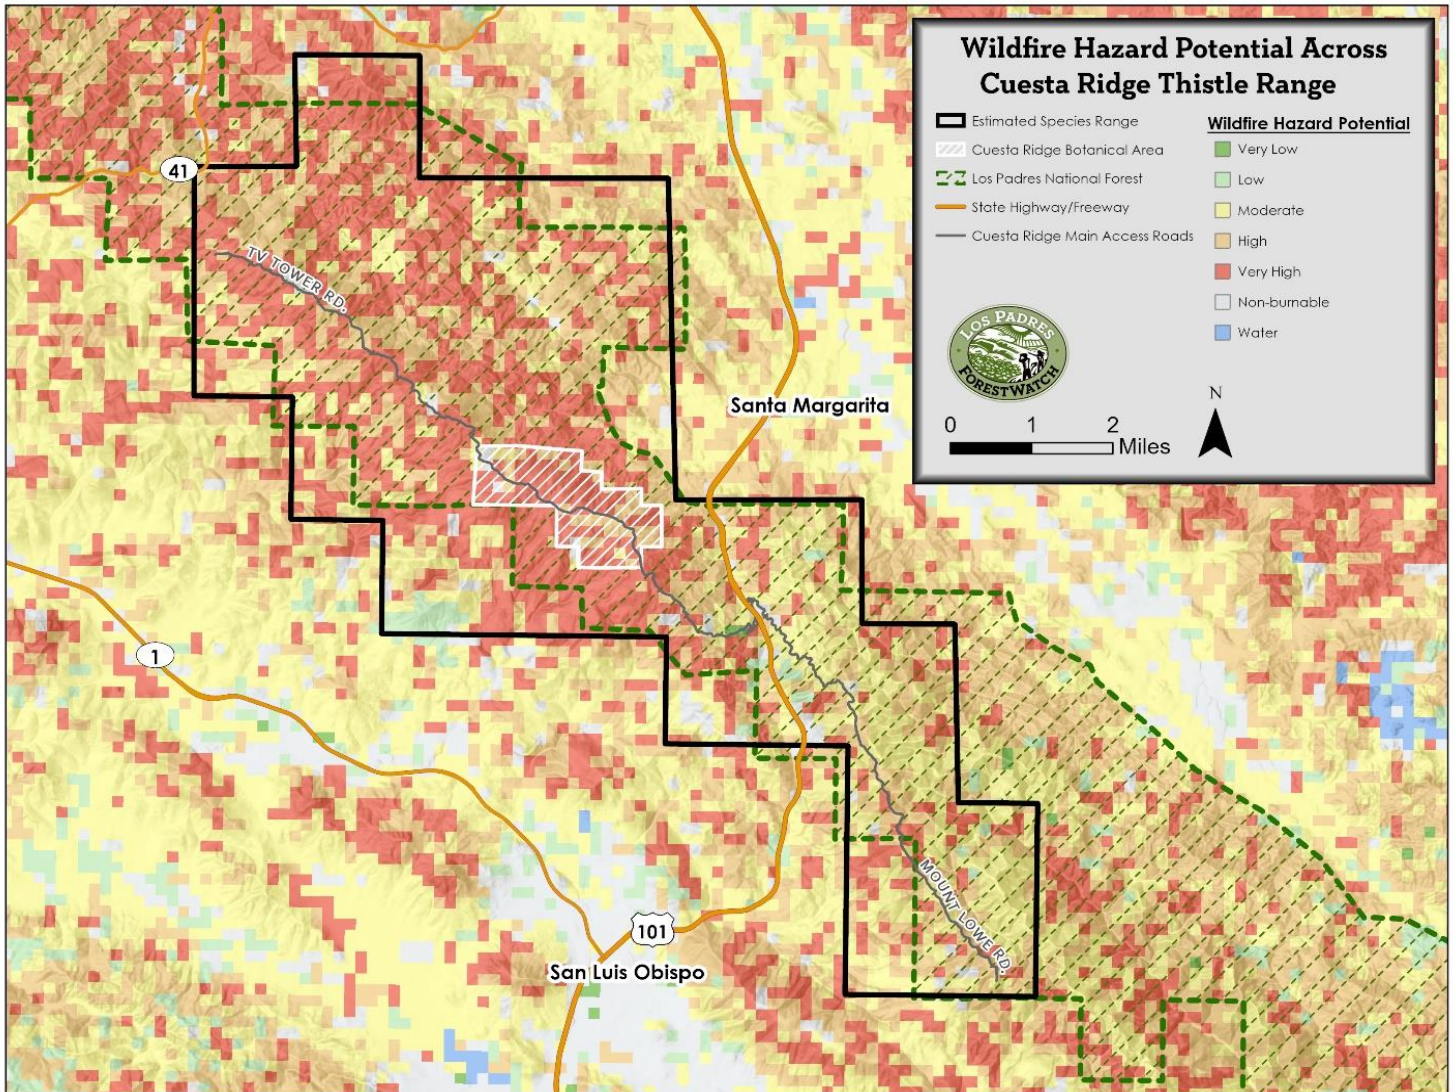 Wildfire Hazard Potential Across
Cuesta Ridge Thistle Range
Estimated Species Range
Cuesta Ridge Botanical Area
Los Padres National Forest
State Highway/Freeway
Cuesta Ridge Main Access Roads
Wildfire Hazard Potential
Very Low
Low
Moderate
High
Very High
Non-burnable
Water
LOS PADRES
FORESTWATCH
N
0 1 2
Miles
41
TV TOWER RD.
Santa Margarita
1
MOUNT LOWE RD.
101
San Luis Obispo